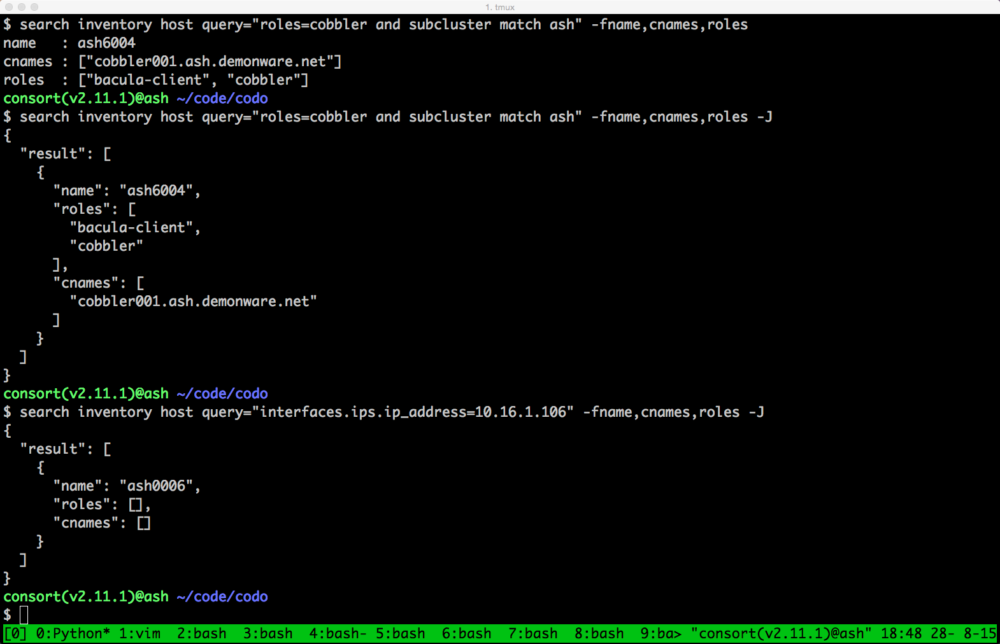 1. tmux
$ search inventory host query="roles=cobbler and subcluster match ash" -fname,cnames,roles
name   : ash6004
cnames : ["cobbler001.ash.demonware.net"]
roles  : ["bacula-client", "cobbler"]
consort(v2.11.1)@ash ~/code/codo
$ search inventory host query="roles=cobbler and subcluster match ash" -fname,cnames,roles -J
{
  "result": [
    {
      "name": "ash6004",
      "roles": [
        "bacula-client",
        "cobbler"
      ],
      "cnames": [
        "cobbler001.ash.demonware.net"
      ]
    }
  ]
}
consort(v2.11.1)@ash ~/code/codo
$ search inventory host query="interfaces.ips.ip_address=10.16.1.106" -fname,cnames,roles -J
{
  "result": [
    {
      "name": "ash0006",
      "roles": [],
      "cnames": []
    }
  ]
}
consort(v2.11.1)@ash ~/code/codo
$
[0] 0:Python* 1:vim  2:bash  3:bash  4:bash- 5:bash  6:bash  7:bash  8:bash  9:ba> "consort(v2.11.1)@ash" 18:48 28- 8-15